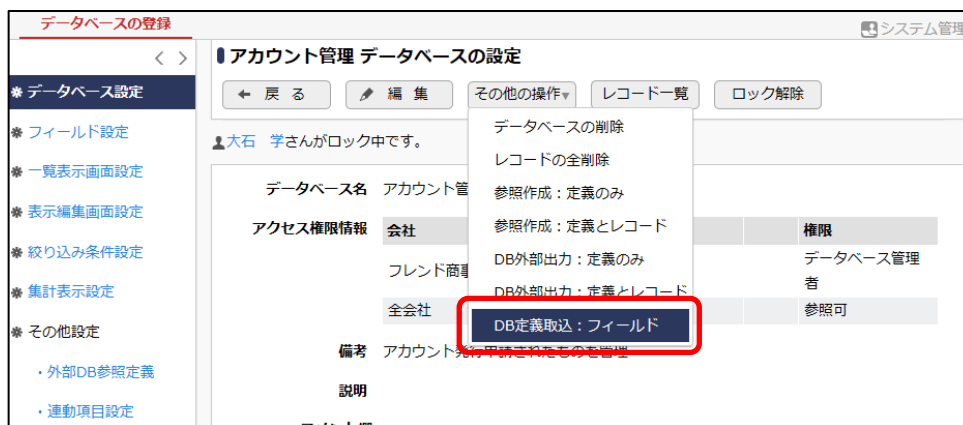 データベースの登録
システム管理
< >
アカウント管理 データベースの設定
データベース設定
戻 る
編 集
その他の操作▼
レコード一覧
ロック解除
データベースの削除
フィールド設定
大石 学さんがロック中です。
レコードの全削除
一覧表示画面設定
データベース名 アカウント管
参照作成：定義のみ
表示編集画面設定
アクセス権限情報 会社
参照作成：定義とレコード
権限
絞り込み条件設定
フレンド商事
DB外部出力：定義のみ
データベース管理
者
集計表示設定
DB外部出力：定義とレコード
全会社
参照可
その他設定
DB定義取込：フィールド
備考 アカウント発行申請されたものを管理
・外部DB参照定義
説明
・連動項目設定